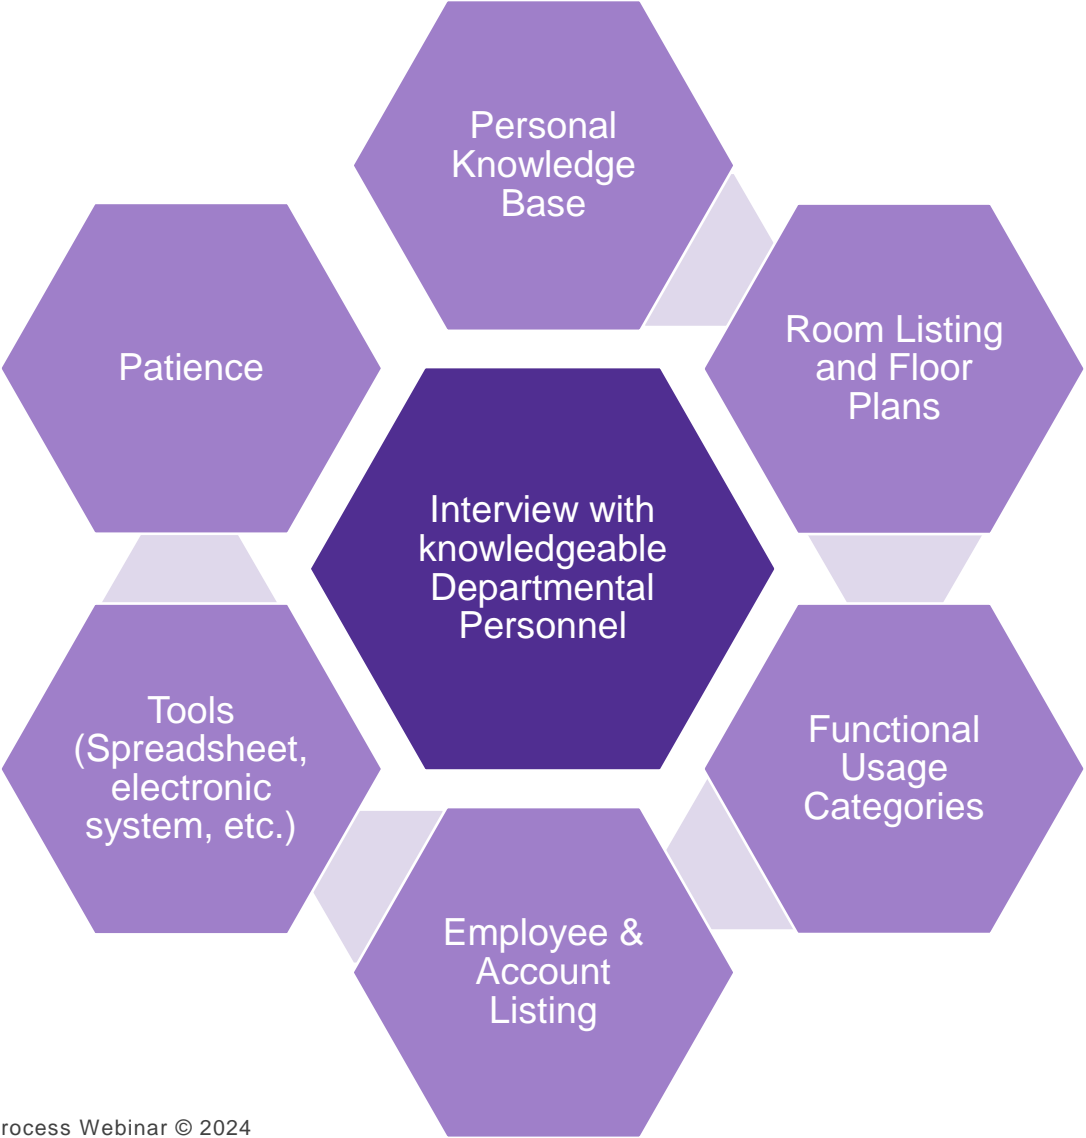 Personal
Knowledge
Base
Room Listing
and Floor
Plans
Patience
Interview with
knowledgeable
Departmental
Personnel
Tools
(Spreadsheet,
electronic
system, etc.)
Functional
Usage
Categories
Employee &
Account
Listing
rocess Webinar © 2024